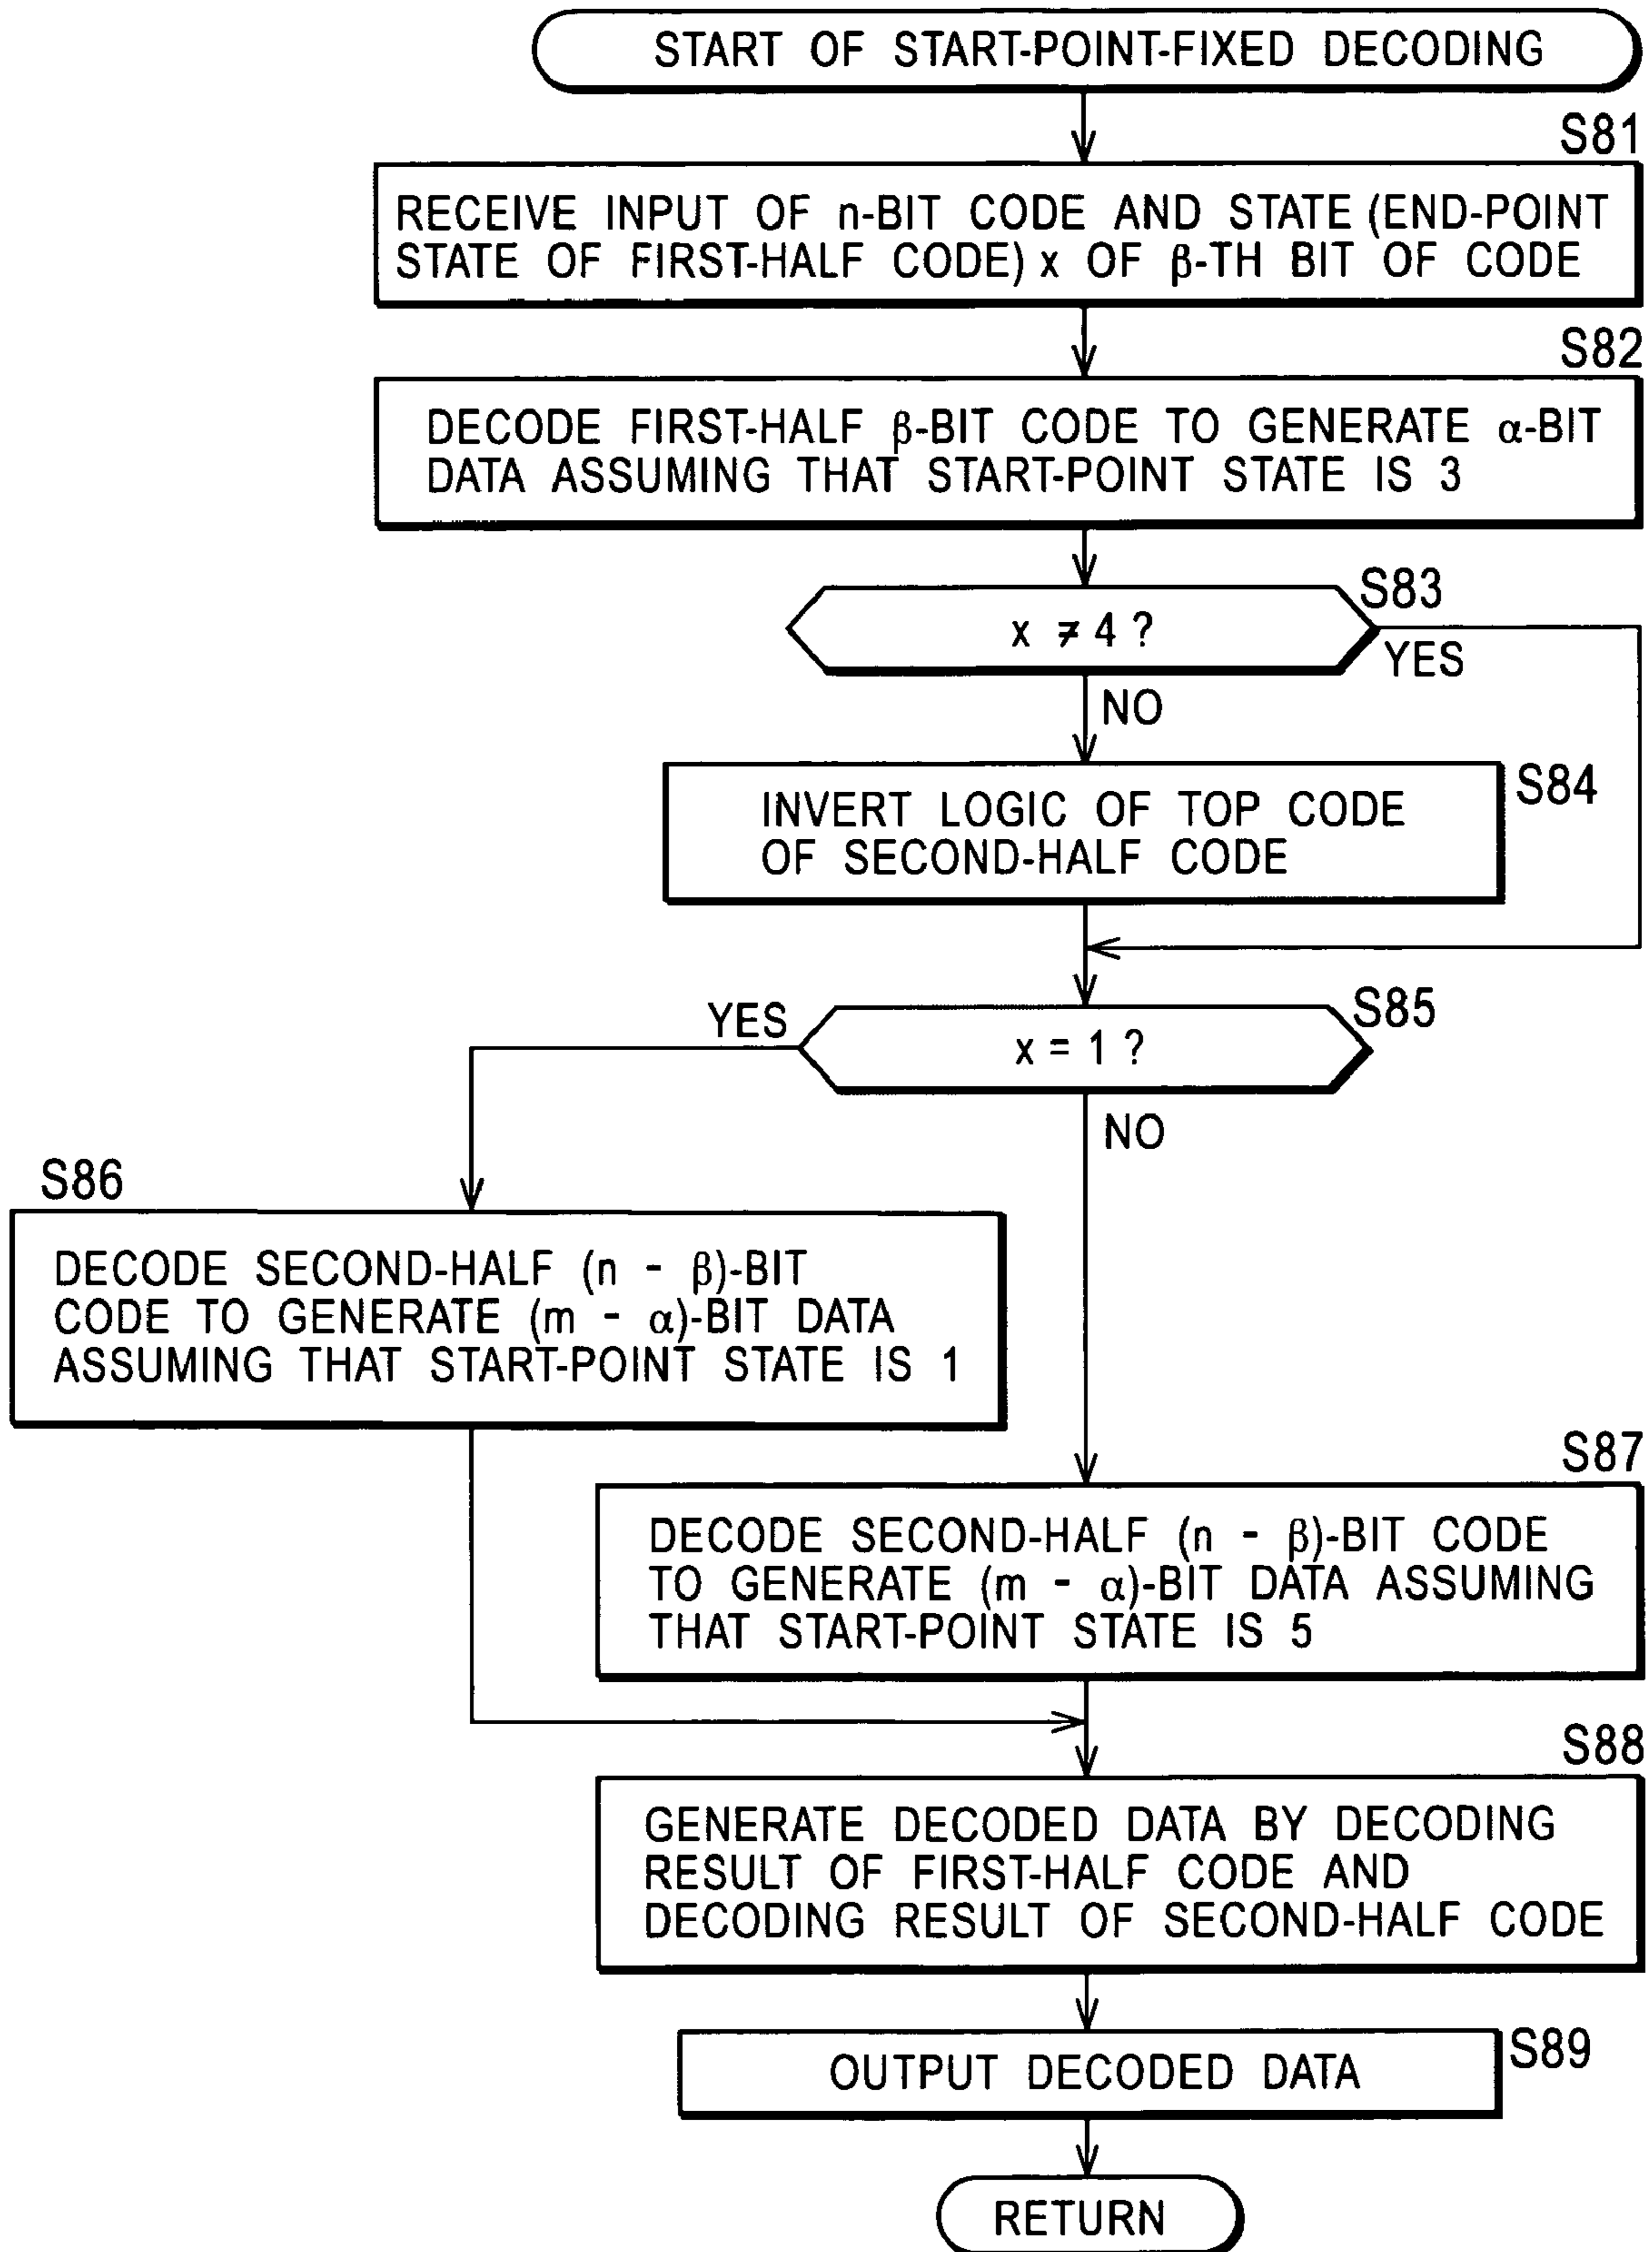 START OF START-POINT-FIXED DECODING
S81
RECEIVE INPUT OF n-BIT CODE AND STATE (END-POINT
STATE OF FIRST-HALF CODE) x OF β-TH BIT OF CODE
S82
DECODE FIRST-HALF β-BIT CODE TO GENERATE α-BIT
DATA ASSUMING THAT START-POINT STATE IS 3
S83
x ≠ 4 ?
YES
NO
S84
INVERT LOGIC OF TOP CODE
OF SECOND-HALF CODE
S85
YES
x = 1 ?
NO
S86
DECODE SECOND-HALF (n - β)-BIT
CODE TO GENERATE (m - α)-BIT DATA
ASSUMING THAT START-POINT STATE IS 1
S87
DECODE SECOND-HALF (n - β)-BIT CODE
TO GENERATE (m - α)-BIT DATA ASSUMING
THAT START-POINT STATE IS 5
S88
GENERATE DECODED DATA BY DECODING
RESULT OF FIRST-HALF CODE AND
DECODING RESULT OF SECOND-HALF CODE
S89
OUTPUT DECODED DATA
RETURN